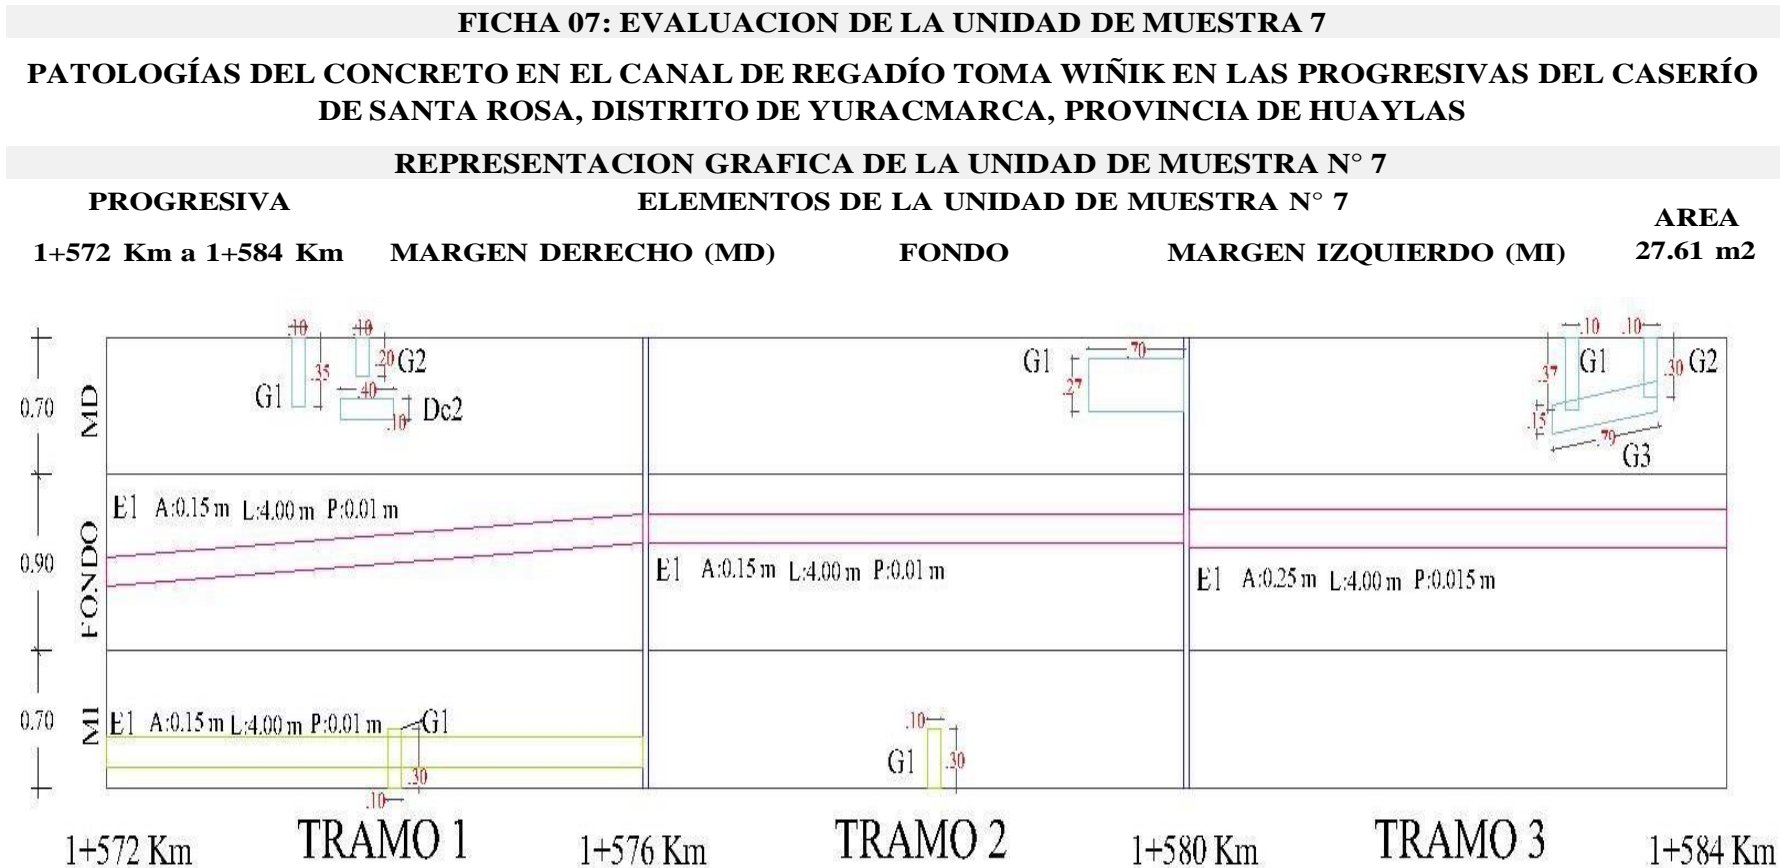 FICHA 07: EVALUACION DE LA UNIDAD DE MUESTRA 7
PATOLOGÍAS DEL CONCRETO EN EL CANAL DE REGADÍO TOMA WIÑIK EN LAS PROGRESIVAS DEL CASERÍO
DE SANTA ROSA, DISTRITO DE YURACMARCA, PROVINCIA DE HUAYLAS
REPRESENTACION GRAFICA DE LA UNIDAD DE MUESTRA N° 7
PROGRESIVA ELEMENTOS DE LA UNIDAD DE MUESTRA N° 7 AREA
1+572 Km a 1+584 Km MARGEN DERECHO (MD) FONDO MARGEN IZQUIERDO (MI) 27.61 m2
.10 .10 .10 .10
G1 .35 .20 G2 G1 .70 .37 G1 .30 G2
0.70 MD .40 .27
.10 Dc2 .15 .70 G3
E1 A:0.15 m L:4.00 m P:0.01 m
0.90 FONDO
E1 A:0.15 m L:4.00 m P:0.01 m
E1 A:0.25 m L:4.00 m P:0.015 m
0.70 MI
E1 A:0.15 m L:4.00 m P:0.01 m G1 .10
.30 G1 .30
.10
TRAMO 1 TRAMO 2 TRAMO 3
1+572 Km 1+576 Km 1+580 Km 1+584 Km